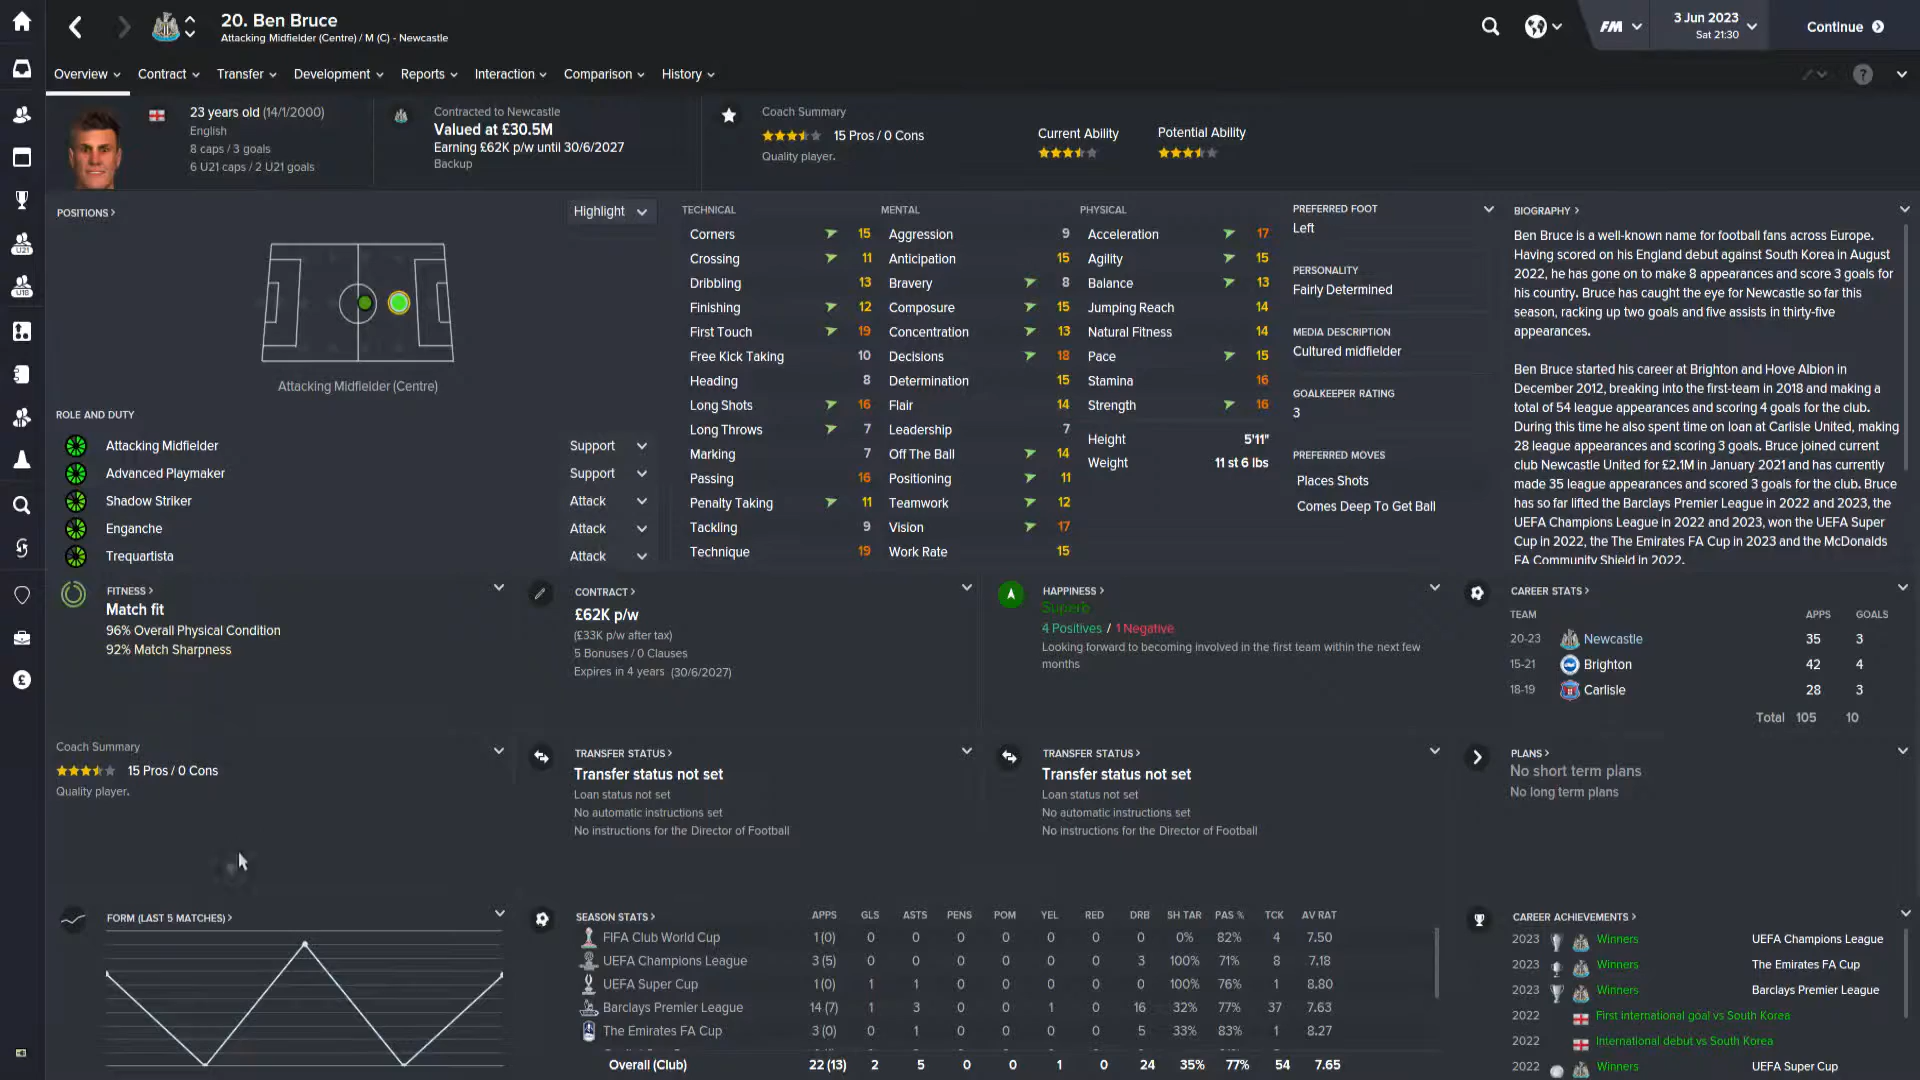 20. Ben Bruce
Attacking Midfielder (Centre) / M (C) - Newcastle
FM
3 Jun 2023
Sat 21:30
Continue
Overview
Contract
Transfer
Development
Reports
Interaction
Comparison
History
?
23 years old (14/1/2000)
English
8 caps / 3 goals
6 U21 caps / 2 U21 goals
Contracted to Newcastle
Valued at £30.5M
Earning £62K p/w until 30/6/2027
Backup
Coach Summary
15 Pros / 0 Cons
Quality player.
Current Ability
Potential Ability
U21
U18
POSITIONS >
Highlight
Attacking Midfielder (Centre)
ROLE AND DUTY
Attacking Midfielder Support
Advanced Playmaker Support
Shadow Striker Attack
Enganche Attack
Trequartista Attack
TECHNICAL
Corners 15
Crossing 11
Dribbling 13
Finishing 12
First Touch 19
Free Kick Taking 10
Heading 8
Long Shots 16
Long Throws 7
Marking 7
Passing 16
Penalty Taking 11
Tackling 9
Technique 19
MENTAL
Aggression 9
Anticipation 15
Bravery 8
Composure 15
Concentration 13
Decisions 18
Determination 15
Flair 14
Leadership 7
Off The Ball 14
Positioning 11
Teamwork 12
Vision 17
Work Rate 15
PHYSICAL
Acceleration 17
Agility 15
Balance 13
Jumping Reach 14
Natural Fitness 14
Pace 15
Stamina 16
Strength 16
Height 5'11"
Weight 11 st 6 lbs
PREFERRED FOOT
Left
PERSONALITY
Fairly Determined
MEDIA DESCRIPTION
Cultured midfielder
GOALKEEPER RATING
3
PREFERRED MOVES
Places Shots
Comes Deep To Get Ball
BIOGRAPHY >
Ben Bruce is a well-known name for football fans across Europe.
Having scored on his England debut against South Korea in August
2022, he has gone on to make 8 appearances and score 3 goals for
his country. Bruce has caught the eye for Newcastle so far this
season, racking up two goals and five assists in thirty-five
appearances.
Ben Bruce started his career at Brighton and Hove Albion in
December 2012, breaking into the first-team in 2018 and making a
total of 54 league appearances and scoring 4 goals for the club.
During this time he also spent time on loan at Carlisle United, making
28 league appearances and scoring 3 goals. Bruce joined current
club Newcastle United for £2.1M in January 2021 and has currently
made 35 league appearances and scored 3 goals for the club. Bruce
has so far lifted the Barclays Premier League in 2022 and 2023, the
UEFA Champions League in 2022 and 2023, won the UEFA Super
Cup in 2022, the The Emirates FA Cup in 2023 and the McDonalds
FA Community Shield in 2022.
FITNESS >
Match fit
96% Overall Physical Condition
92% Match Sharpness
CONTRACT >
£62K p/w
(£33K p/w after tax)
5 Bonuses / 0 Clauses
Expires in 4 years (30/6/2027)
HAPPINESS >
Superb
4 Positives / 1 Negative
Looking forward to becoming involved in the first team within the next few
months
CAREER STATS >
TEAM APPS GOALS
20-23 Newcastle 35 3
15-21 Brighton 42 4
18-19 Carlisle 28 3
Total 105 10
Coach Summary
15 Pros / 0 Cons
Quality player.
TRANSFER STATUS >
Transfer status not set
Loan status not set
No automatic instructions set
No instructions for the Director of Football
TRANSFER STATUS >
Transfer status not set
Loan status not set
No automatic instructions set
No instructions for the Director of Football
PLANS >
No short term plans
No long term plans
FORM (LAST 5 MATCHES) >
SEASON STATS > APPS GLS ASTS PENS POM YEL RED DRB SH TAR PAS % TCK AV RAT
FIFA Club World Cup 1 (0) 0 0 0 0 0 0 0 0% 82% 4 7.50
UEFA Champions League 3 (5) 0 0 0 0 0 0 3 100% 71% 8 7.18
UEFA Super Cup 1 (0) 1 1 0 0 0 0 0 100% 76% 1 8.80
Barclays Premier League 14 (7) 1 3 0 0 1 0 16 32% 77% 37 7.63
The Emirates FA Cup 3 (0) 0 1 0 0 0 0 5 33% 83% 1 8.27
Overall (Club) 22 (13) 2 5 0 0 1 0 24 35% 77% 54 7.65
CAREER ACHIEVEMENTS >
2023 Winners UEFA Champions League
2023 Winners The Emirates FA Cup
2023 Winners Barclays Premier League
2022 First international goal vs South Korea
2022 International debut vs South Korea
2022 Winners UEFA Super Cup